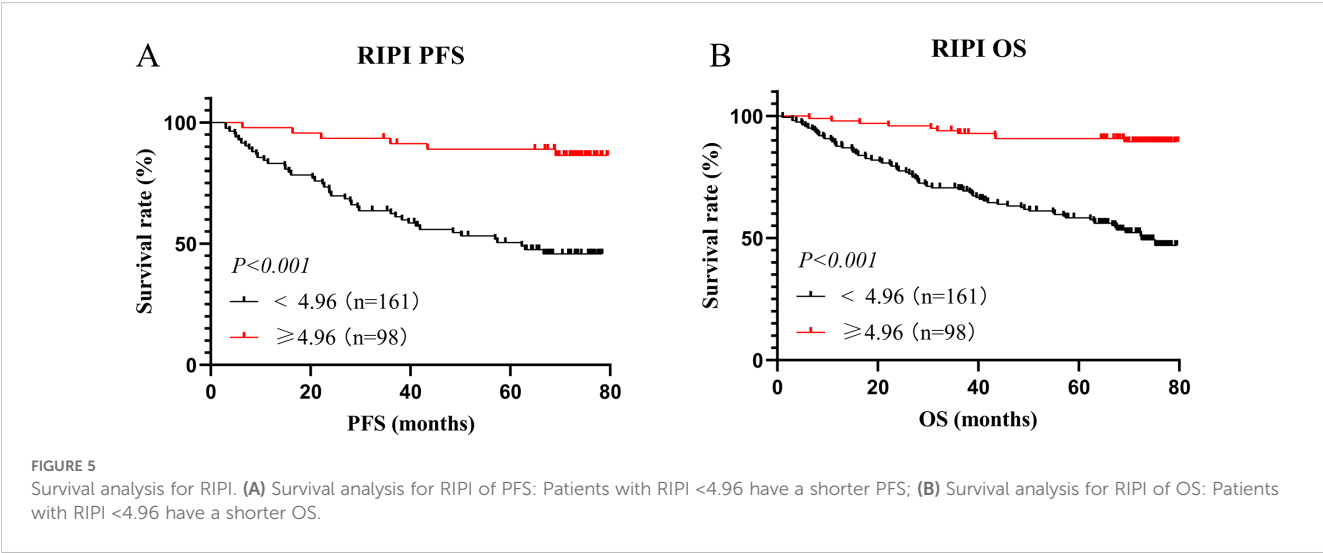 A
RIPI PFS
Survival rate (%)
100
50
0
P<0.001
< 4.96 (n=161)
≥4.96 (n=98)
0 20 40 60 80
PFS (months)
B
RIPI OS
Survival rate (%)
100
50
0
P<0.001
< 4.96 (n=161)
≥4.96 (n=98)
0 20 40 60 80
OS (months)
FIGURE 5
Survival analysis for RIPI. (A) Survival analysis for RIPI of PFS: Patients with RIPI <4.96 have a shorter PFS; (B) Survival analysis for RIPI of OS: Patients
with RIPI <4.96 have a shorter OS.